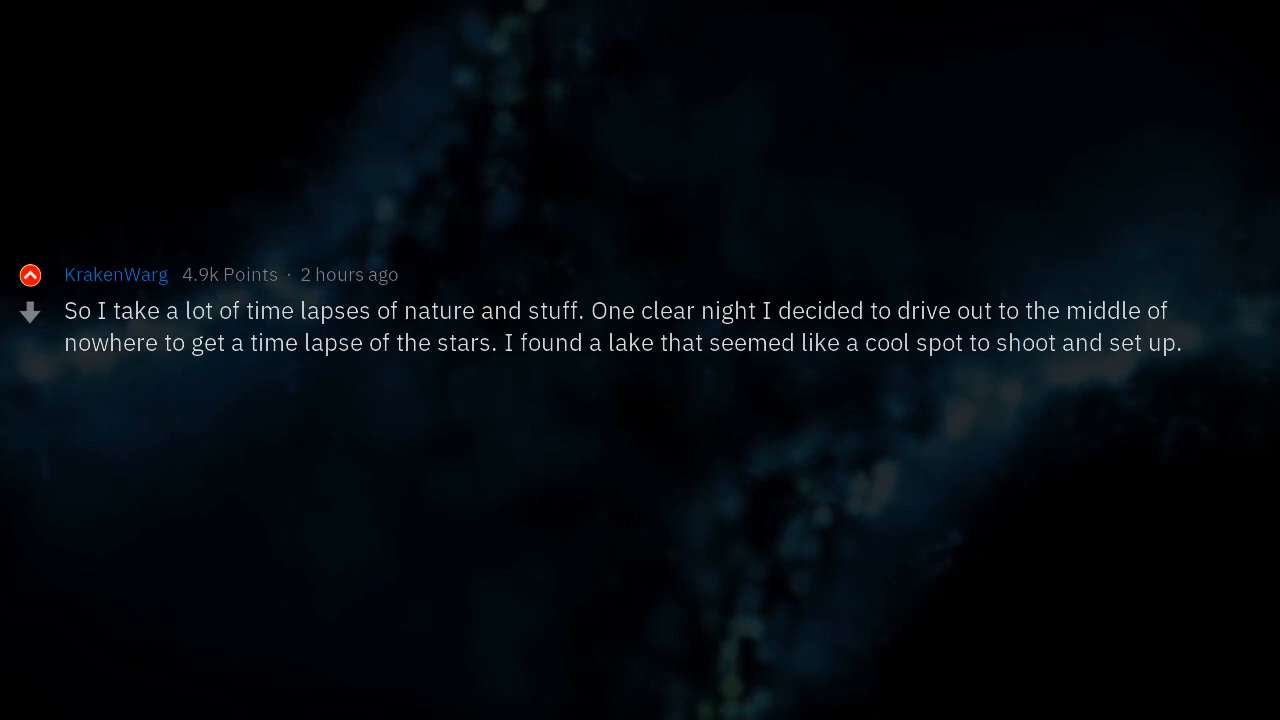 KrakenWarg 4.9k Points · 2 hours ago
So I take a lot of time lapses of nature and stuff. One clear night I decided to drive out to the middle of
nowhere to get a time lapse of the stars. I found a lake that seemed like a cool spot to shoot and set up.